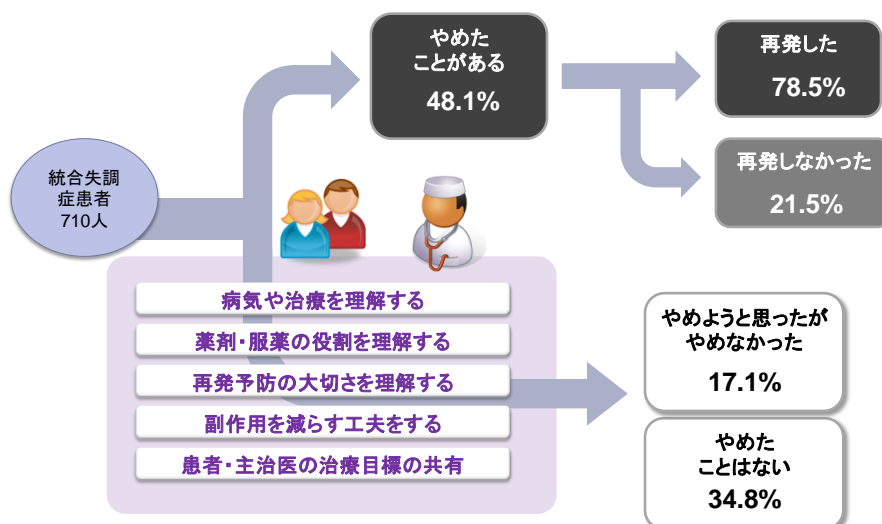 統合失調
症患者
710人
やめた
ことがある
48.1%
再発した
78.5%
再発しなかった
21.5%
病気や治療を理解する
薬剤・服薬の役割を理解する
再発予防の大切さを理解する
副作用を減らす工夫をする
患者・主治医の治療目標の共有
やめようと思ったが
やめなかった
17.1%
やめた
ことはない
34.8%